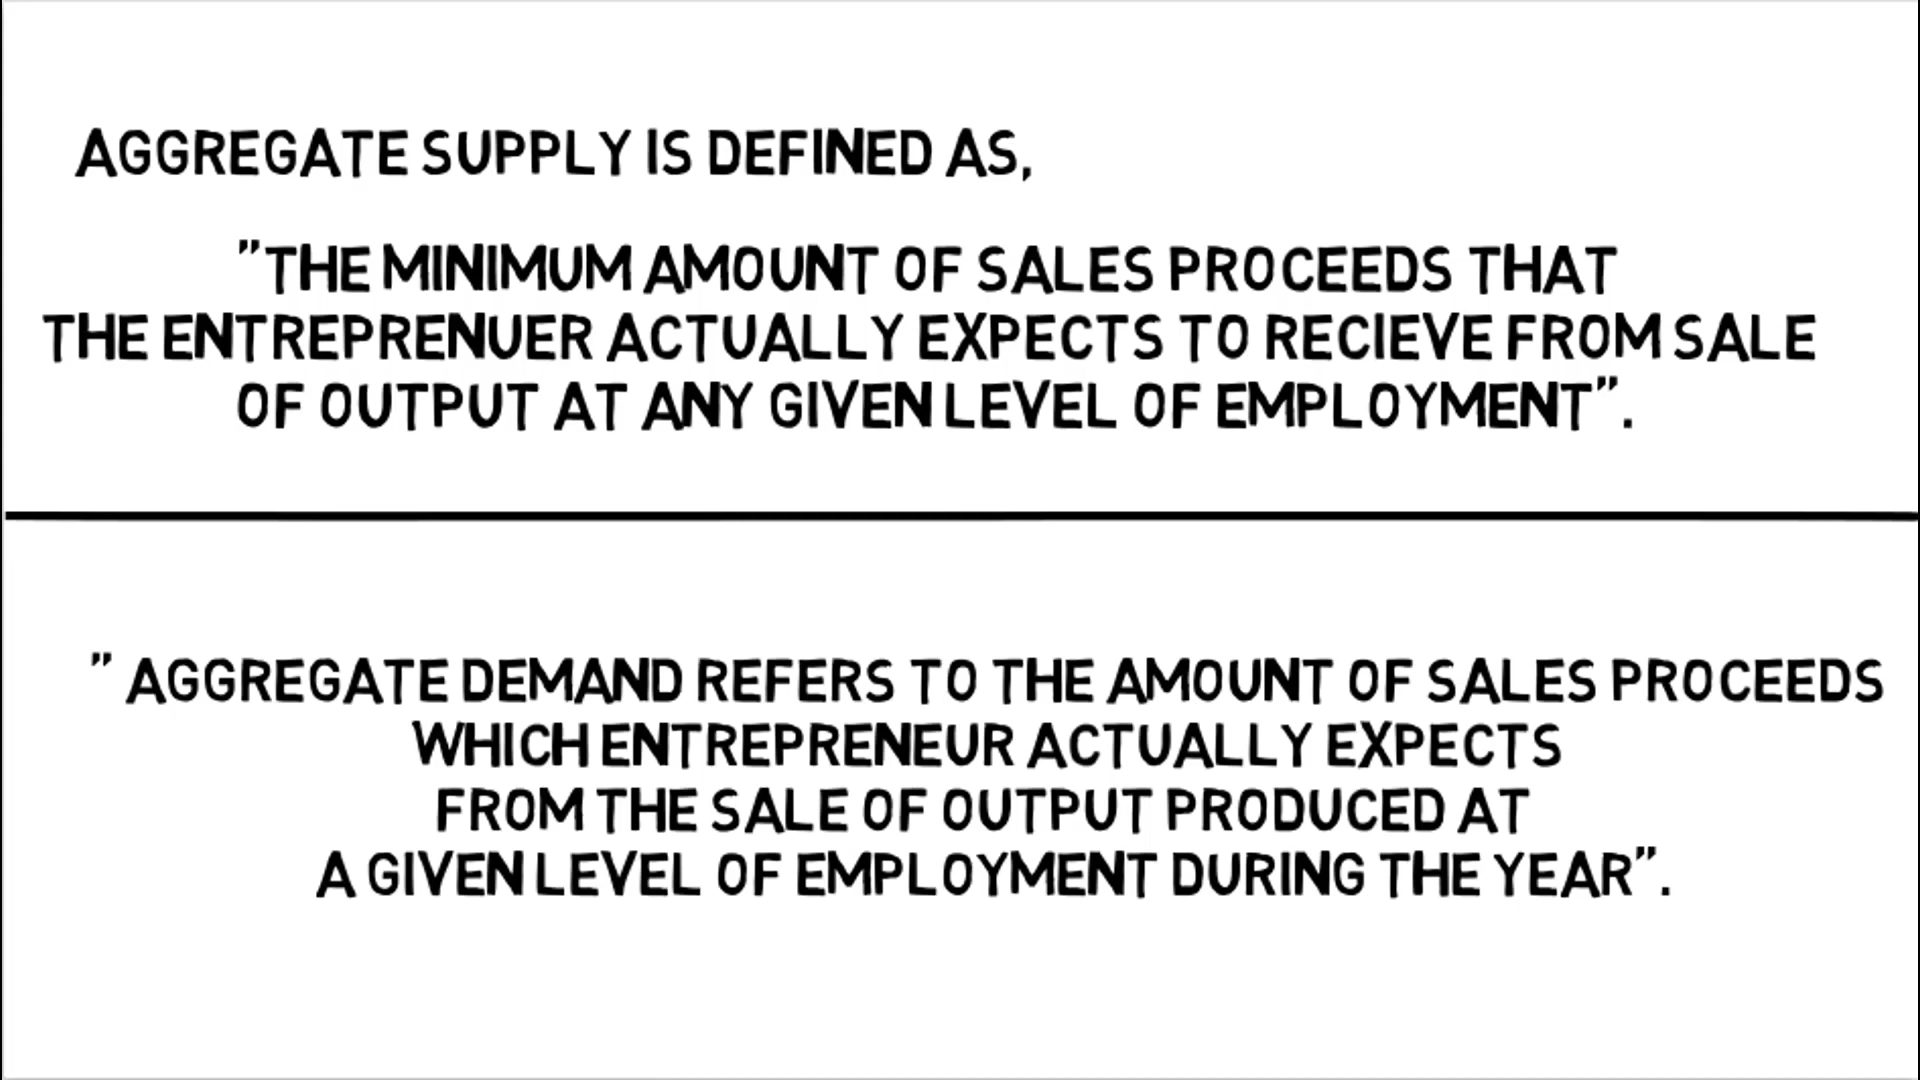 AGGREGATE SUPPLY IS DEFINED AS,
"THE MINIMUM AMOUNT OF SALES PROCEEDS THAT
THE ENTREPRENUER ACTUALLY EXPECTS TO RECIEVE FROM SALE
OF OUTPUT AT ANY GIVEN LEVEL OF EMPLOYMENT".
" AGGREGATE DEMAND REFERS TO THE AMOUNT OF SALES PROCEEDS
WHICH ENTREPRENEUR ACTUALLY EXPECTS
FROM THE SALE OF OUTPUT PRODUCED AT
A GIVEN LEVEL OF EMPLOYMENT DURING THE YEAR".